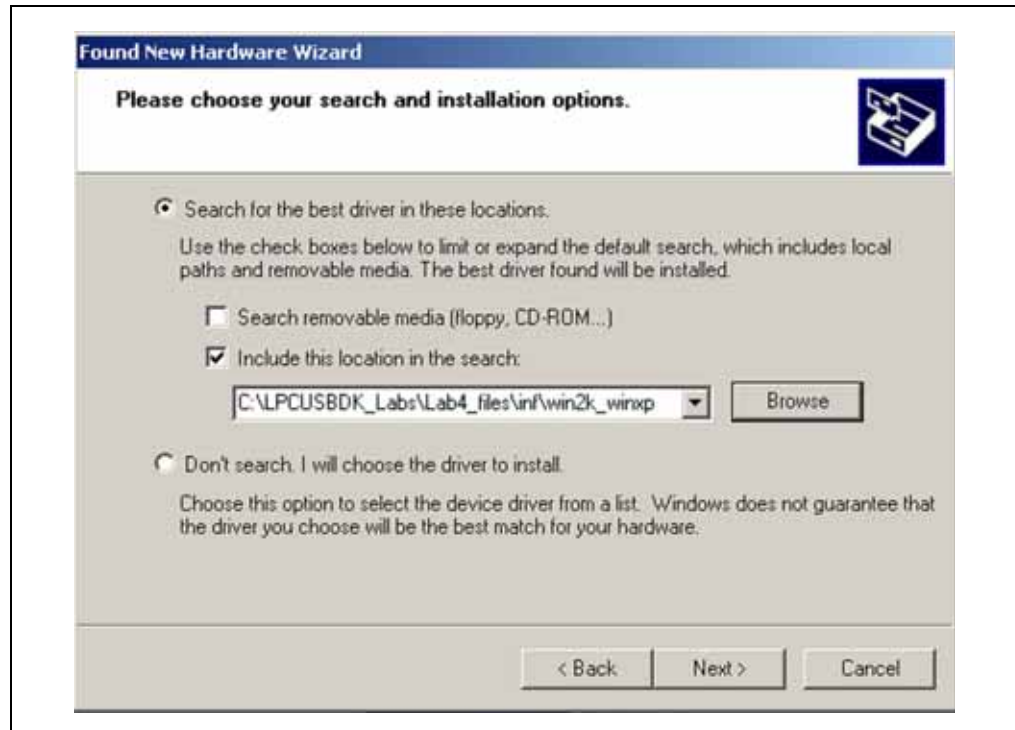 Found New Hardware Wizard
Please choose your search and installation options.
Search for the best driver in these locations.
Use the check boxes below to limit or expand the default search, which includes local
paths and removable media. The best driver found will be installed.
Search removable media (floppy, CD-ROM...)
Include this location in the search:
C:\LPCUSBDK_Labs\Lab4_files\inf\win2k_winxp
Browse
Don't search. I will choose the driver to install.
Choose this option to select the device driver from a list. Windows does not guarantee that
the driver you choose will be the best match for your hardware.
< Back
Next >
Cancel